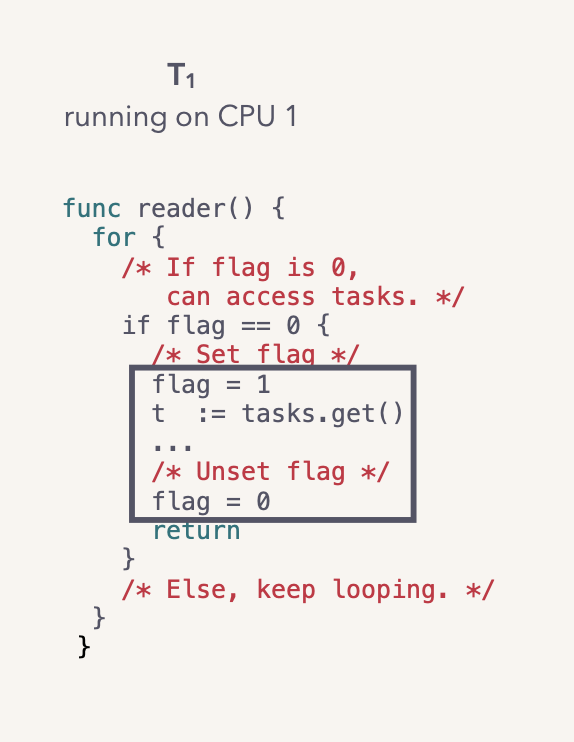 T₁
running on CPU 1
func reader() {
for {
/* If flag is 0,
can access tasks. */
if flag == 0 {
/* Set flag */
flag = 1
t  := tasks.get()
...
/* Unset flag */
flag = 0
return
}
/* Else, keep looping. */
}
}